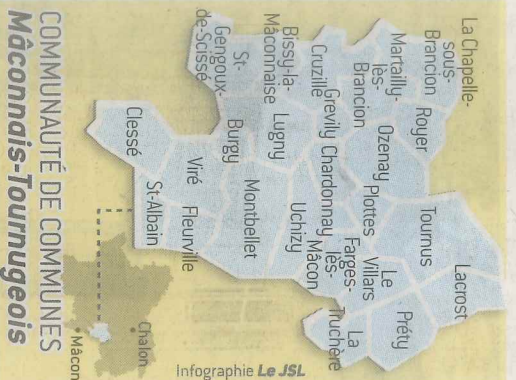 COMMUNAUTÉ DE COMMUNES
Mâconnais-Tournugeois
La Chapelle-
sous-
Brancion
Martailly-
lès-
Brancion
Royer
Ozenay
Tournus
Lacrost
Préty
Le
Villars
La
Truchère
Plottes
Farges-
lès-
Mâcon
Cruzille
Grevily
Chardonnay
Uchizy
Bissy-la-
Mâconnaise
Lugny
Montbellet
St-
Gengoux-
de-Scissé
Burgy
Viré
Fleurville
Clessé
St-Albain
Chalon
Mâcon
Infographie Le JSL